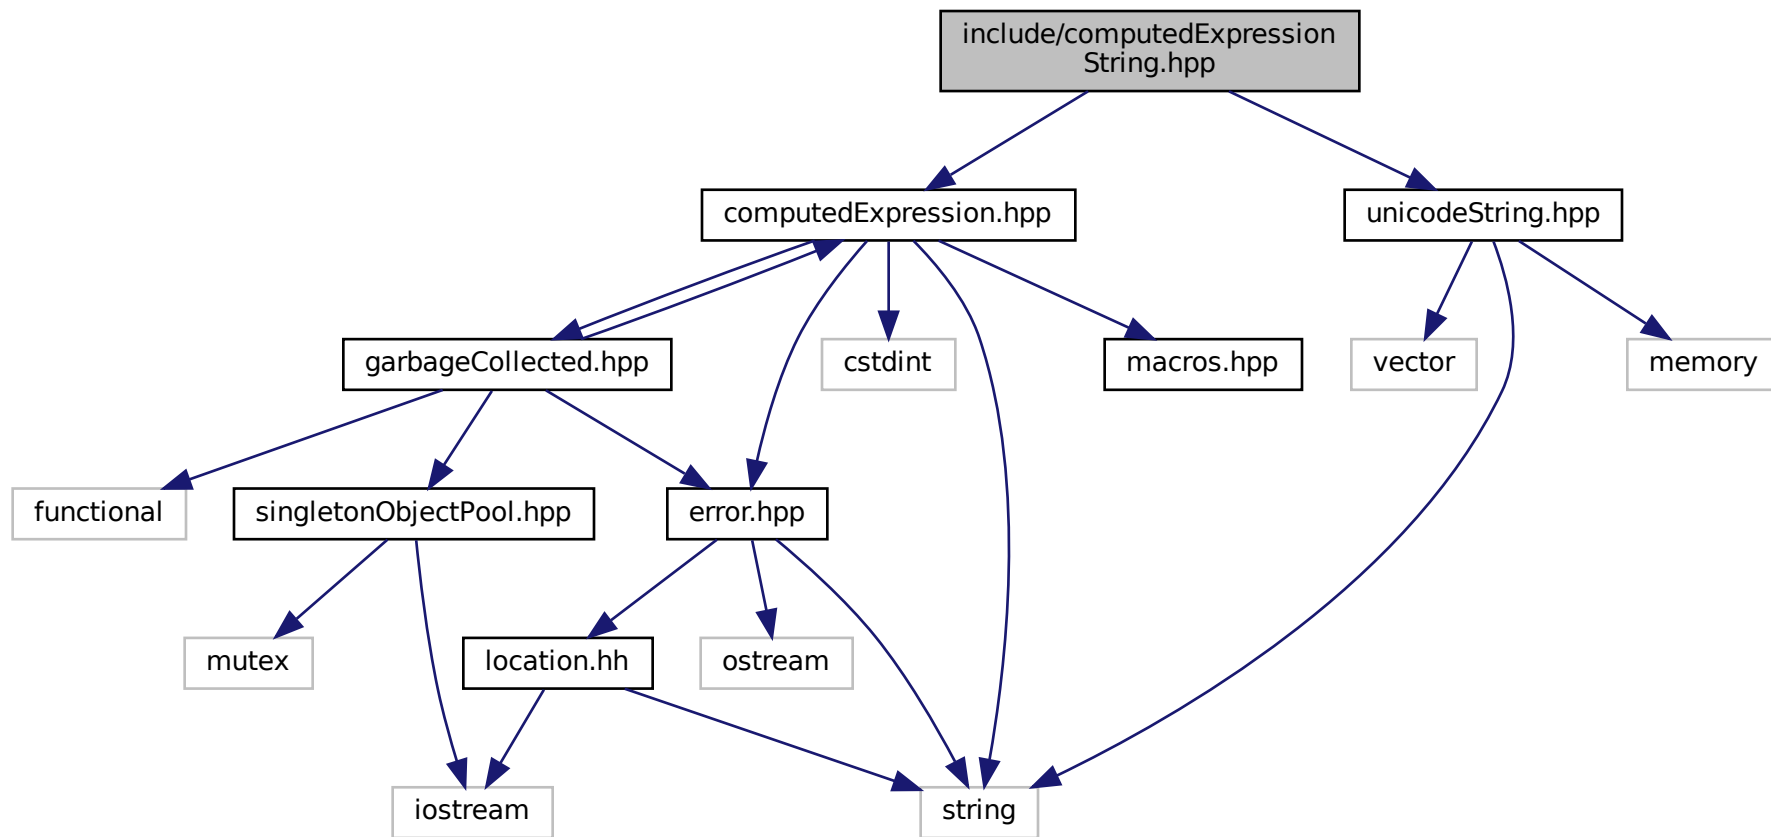 include/computedExpression
String.hpp
computedExpression.hpp
unicodeString.hpp
garbageCollected.hpp
cstdint
macros.hpp
vector
memory
functional
singletonObjectPool.hpp
error.hpp
mutex
location.hh
ostream
iostream
string